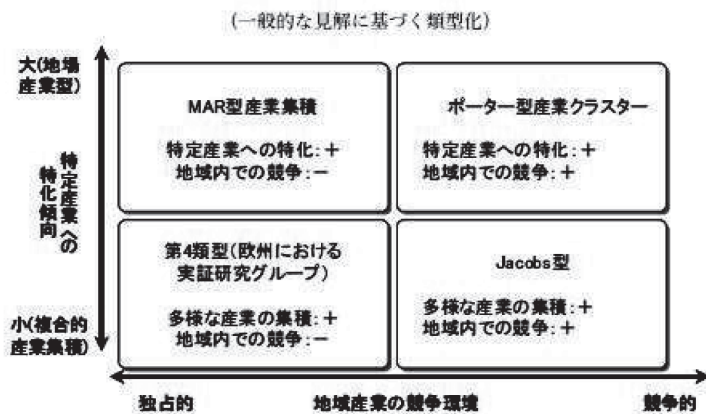 (一般的な見解に基づく類型化)
大(地場
産業型)
MAR型産業集積
特定産業への特化:+
地域内での競争:−
ポーター型産業クラスター
特定産業への特化:+
地域内での競争:+
特定産業への
特化傾向
第4類型(欧州における
実証研究グループ)
多様な産業の集積:+
地域内での競争:−
Jacobs型
多様な産業の集積:+
地域内での競争:+
小(複合的
産業集積)
独占的
地域産業の競争環境
競争的